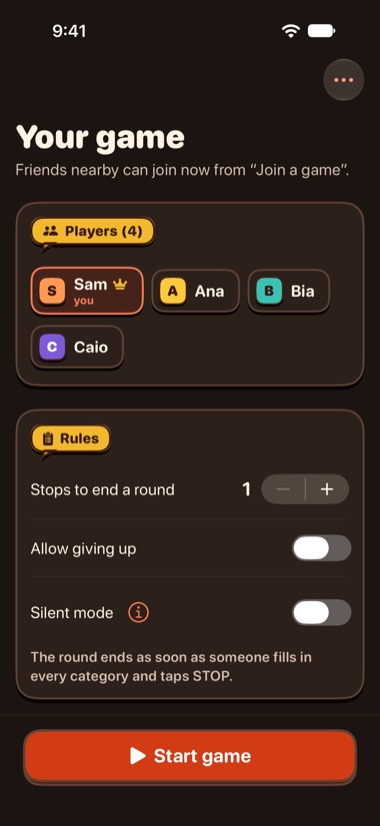 9:41
Your game
Friends nearby can join now from “Join a game”.
Players (4)
S Sam
you
A Ana
B Bia
C Caio
Rules
Stops to end a round 1 − +
Allow giving up
Silent mode
The round ends as soon as someone fills in
every category and taps STOP.
Start game